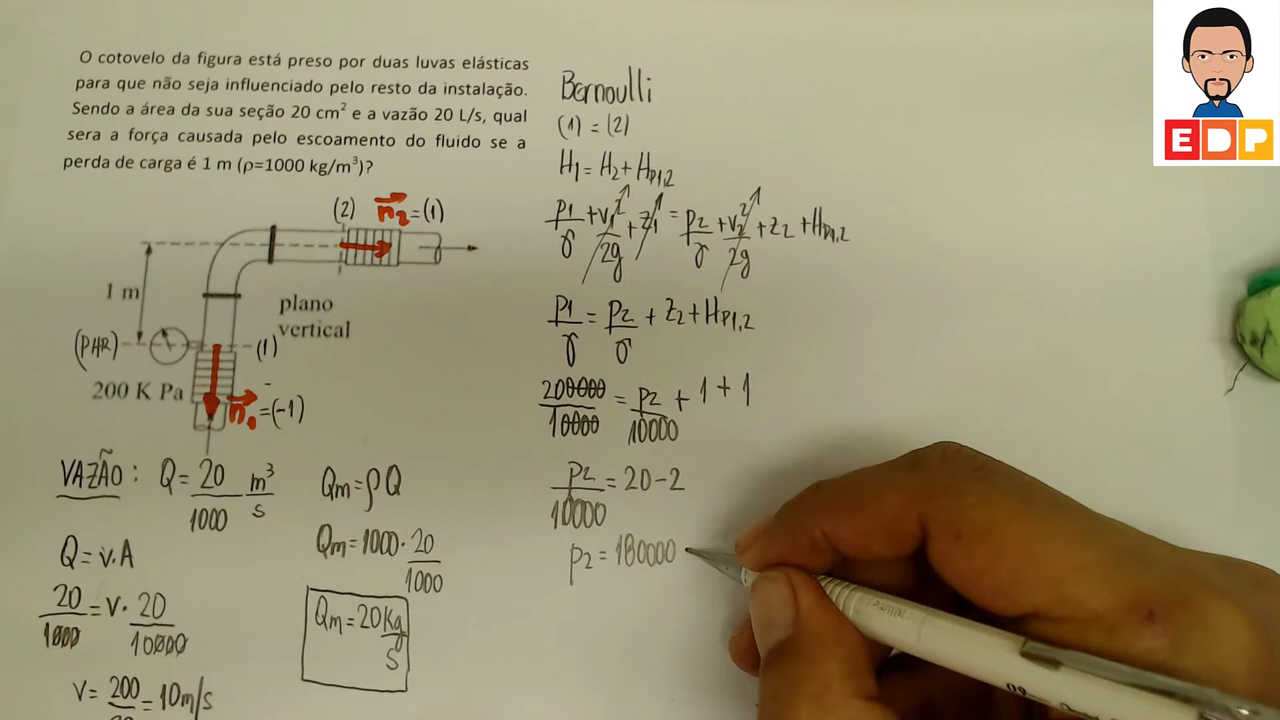 O cotovelo da figura está preso por duas luvas elásticas
para que não seja influenciado pelo resto da instalação.
Sendo a área da sua seção 20 cm² e a vazão 20 L/s, qual
sera a força causada pelo escoamento do fluido se a
perda de carga é 1 m (ρ=1000 kg/m³)?
(2) n₂=(1)
1 m
plano
vertical
(PHR)
(1)
200 K Pa
n₁=(-1)
VAZÃO: Q=20/1000 m³/s
Q=v.A
20/1000=v.20/10000
v=200/20=10m/s
Qm=ρQ
Qm=1000.20/1000
Qm=20Kg/s
Bernoulli
(1)=(2)
H₁=H₂+Hp1,2
p1/γ+v₁²/2g+z₁=p2/γ+v₂²/2g+z₂+Hp1,2
p1/γ=p2/γ+z₂+Hp1,2
200000/10000=p2/10000+1+1
p2/10000=20-2
p2=180000
EDP